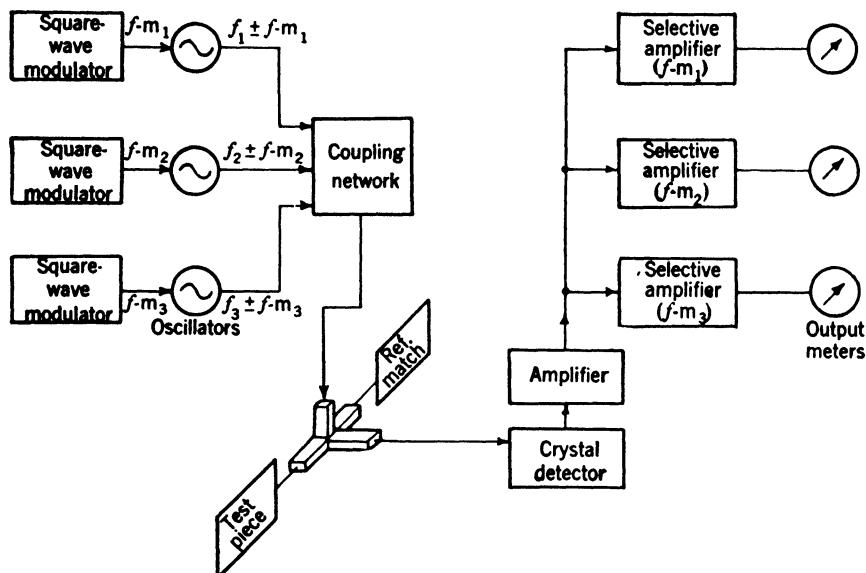 Square-
wave
modulator
f-m₁
f₁ ± f-m₁
Square-
wave
modulator
f-m₂
f₂ ± f-m₂
Square-
wave
modulator
f-m₃
f₃ ± f-m₃
Oscillators
Coupling
network
Ref.
match
Test
piece
Crystal
detector
Amplifier
Selective
amplifier
(f-m₁)
Selective
amplifier
(f-m₂)
Selective
amplifier
(f-m₃)
Output
meters